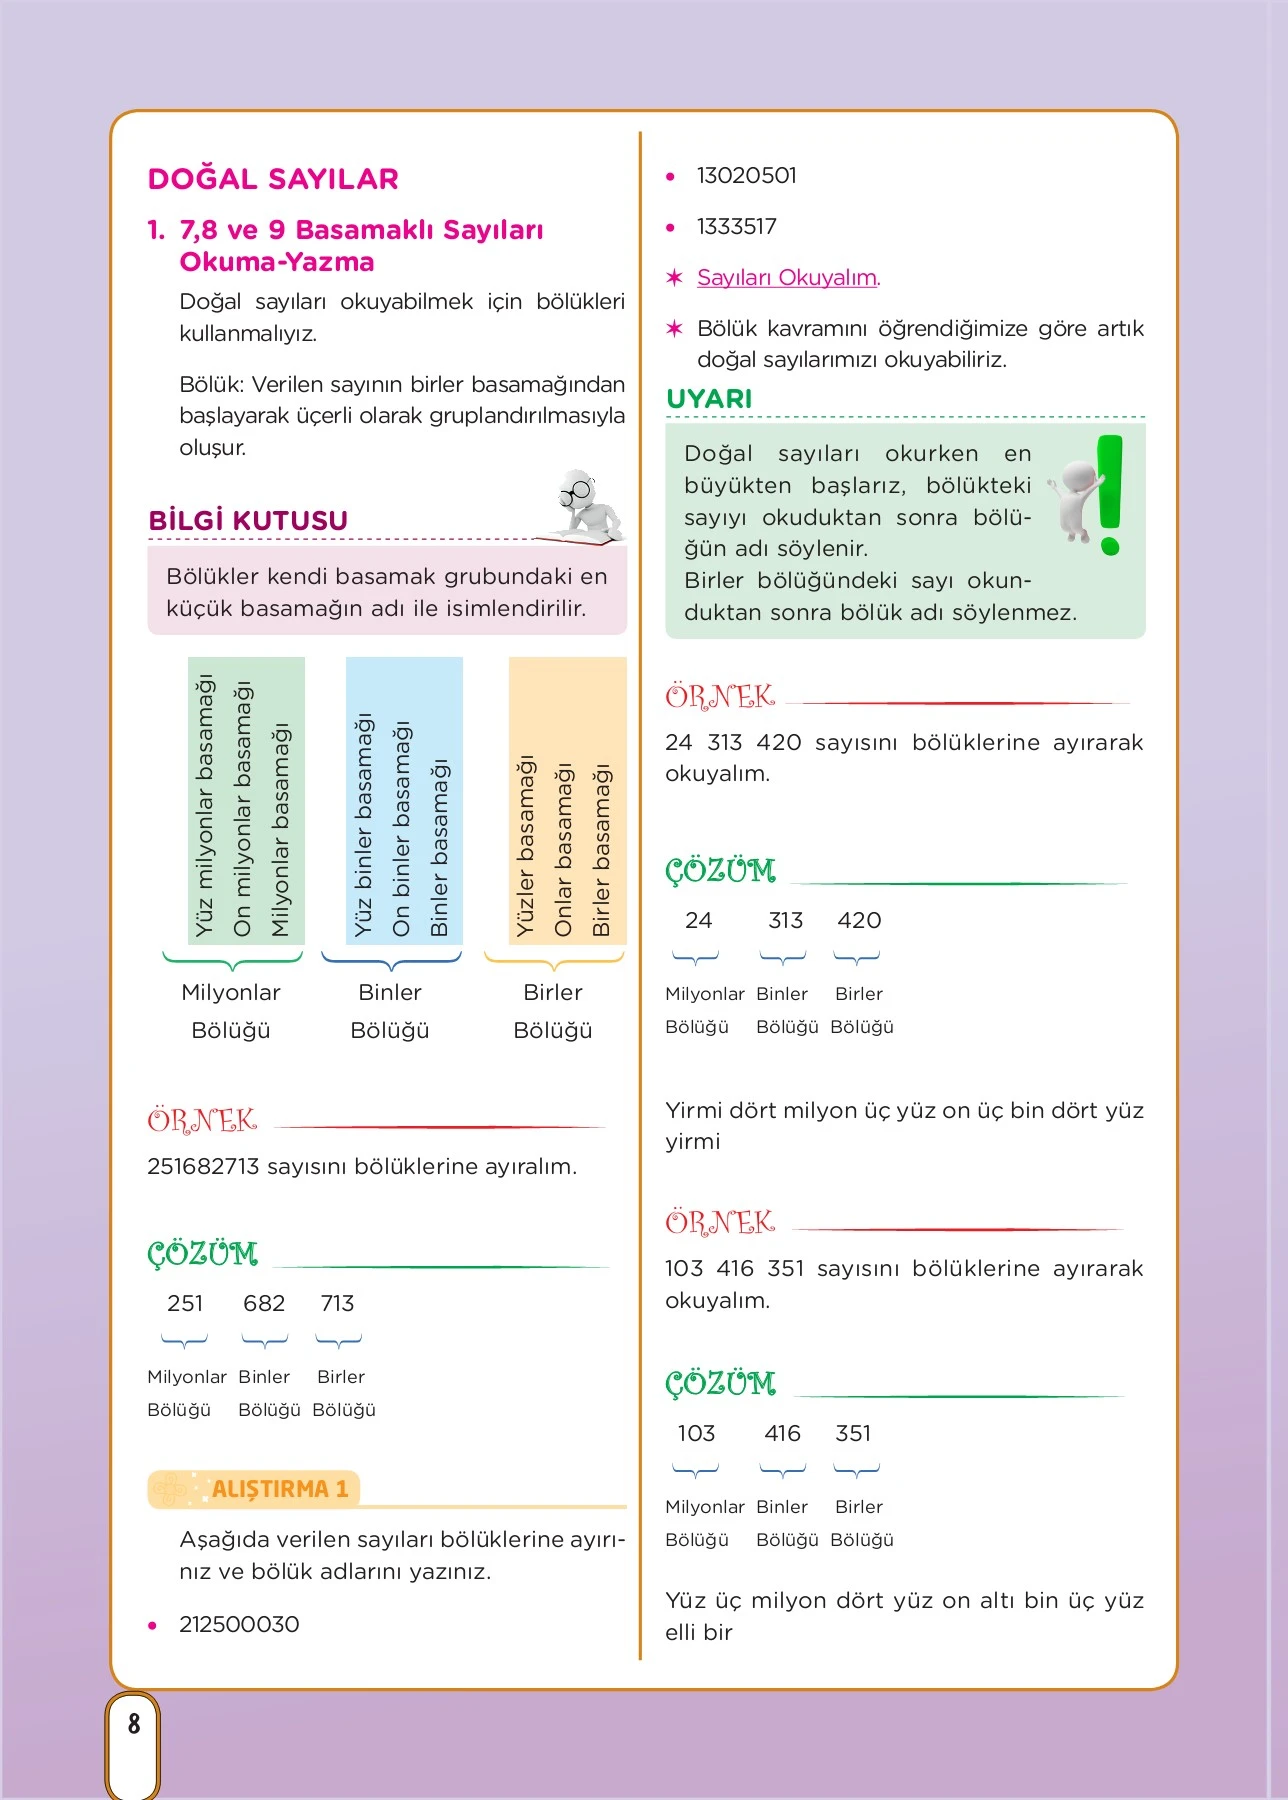 DOĞAL SAYILAR
1. 7,8 ve 9 Basamaklı Sayıları
Okuma-Yazma
Doğal sayıları okuyabilmek için bölükleri
kullanmalıyız.
Bölük: Verilen sayının birler basamağından
başlayarak üçerli olarak gruplandırılmasıyla
oluşur.
BİLGİ KUTUSU
Bölükler kendi basamak grubundaki en
küçük basamağın adı ile isimlendirilir.
Yüz milyonlar basamağı
On milyonlar basamağı
Milyonlar basamağı
Yüz binler basamağı
On binler basamağı
Binler basamağı
Yüzler basamağı
Onlar basamağı
Birler basamağı
Milyonlar Binler Birler
Bölüğü Bölüğü Bölüğü
ÖRNEK
251682713 sayısını bölüklerine ayıralım.
ÇÖZÜM
251 682 713
Milyonlar Binler Birler
Bölüğü Bölüğü Bölüğü
ALIŞTIRMA 1
Aşağıda verilen sayıları bölüklerine ayırı-
nız ve bölük adlarını yazınız.
• 212500030
• 13020501
• 1333517
✶ Sayıları Okuyalım.
✶ Bölük kavramını öğrendiğimize göre artık
doğal sayılarımızı okuyabiliriz.
UYARI
Doğal sayıları okurken en
büyükten başlarız, bölükteki
sayıyı okuduktan sonra bölü-
ğün adı söylenir.
Birler bölüğündeki sayı okun-
duktan sonra bölük adı söylenmez.
ÖRNEK
24 313 420 sayısını bölüklerine ayırarak
okuyalım.
ÇÖZÜM
24 313 420
Milyonlar Binler Birler
Bölüğü Bölüğü Bölüğü
Yirmi dört milyon üç yüz on üç bin dört yüz
yirmi
ÖRNEK
103 416 351 sayısını bölüklerine ayırarak
okuyalım.
ÇÖZÜM
103 416 351
Milyonlar Binler Birler
Bölüğü Bölüğü Bölüğü
Yüz üç milyon dört yüz on altı bin üç yüz
elli bir
8